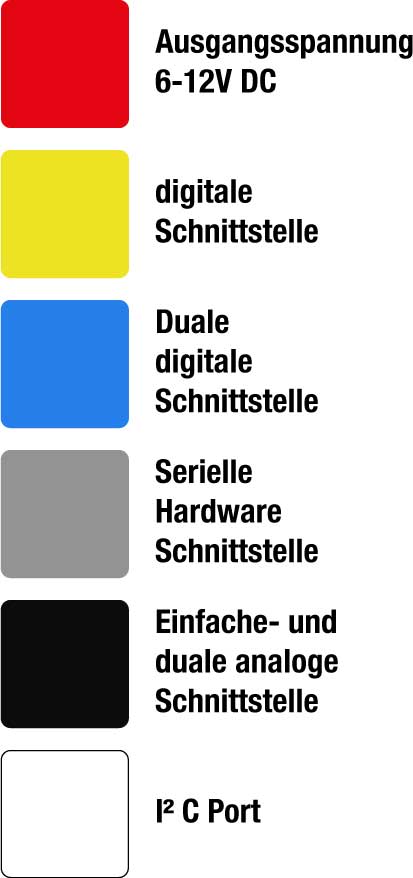 Ausgangsspannung
6-12V DC
digitale
Schnittstelle
Duale
digitale
Schnittstelle
Serielle
Hardware
Schnittstelle
Einfache- und
duale analoge
Schnittstelle
I² C Port